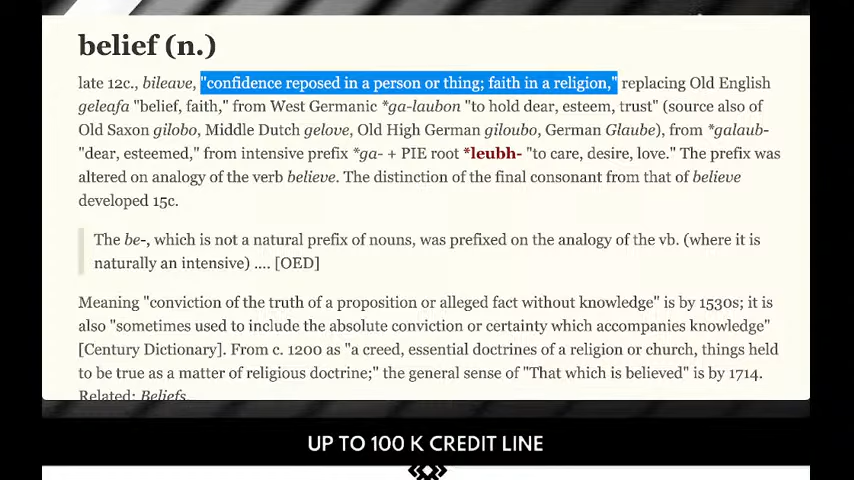 belief (n.)
late 12c., bileave, "confidence reposed in a person or thing; faith in a religion," replacing Old English
geleafa "belief, faith," from West Germanic *ga-laubon "to hold dear, esteem, trust" (source also of
Old Saxon gilobo, Middle Dutch gelove, Old High German giloubo, German Glaube), from *galaub-
"dear, esteemed," from intensive prefix *ga- + PIE root *leubh- "to care, desire, love." The prefix was
altered on analogy of the verb believe. The distinction of the final consonant from that of believe
developed 15c.
The be-, which is not a natural prefix of nouns, was prefixed on the analogy of the vb. (where it is
naturally an intensive) .... [OED]
Meaning "conviction of the truth of a proposition or alleged fact without knowledge" is by 1530s; it is
also "sometimes used to include the absolute conviction or certainty which accompanies knowledge"
[Century Dictionary]. From c. 1200 as "a creed, essential doctrines of a religion or church, things held
to be true as a matter of religious doctrine;" the general sense of "That which is believed" is by 1714.
Related: Beliefs.
UP TO 100 K CREDIT LINE